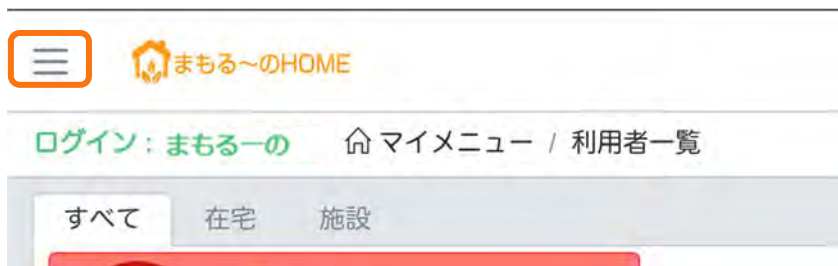 まもる～のHOME
ログイン：まもるーの マイメニュー / 利用者一覧
すべて 在宅 施設